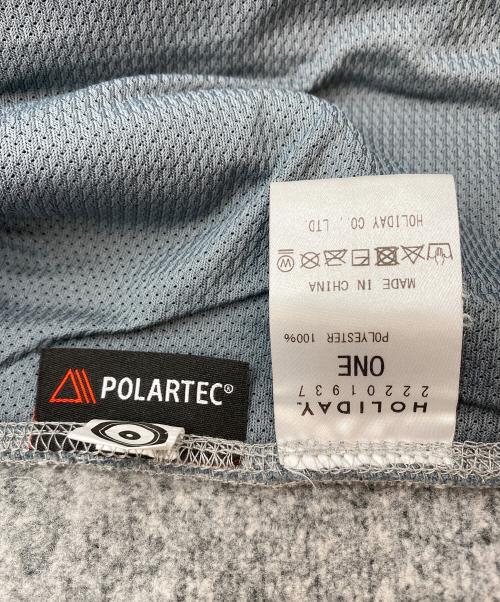 POLARTEC®
HOLIDAY.
22201937
ONE
POLYESTER 100%
MADE IN CHINA
W
HOLIDAY CO., LTD.